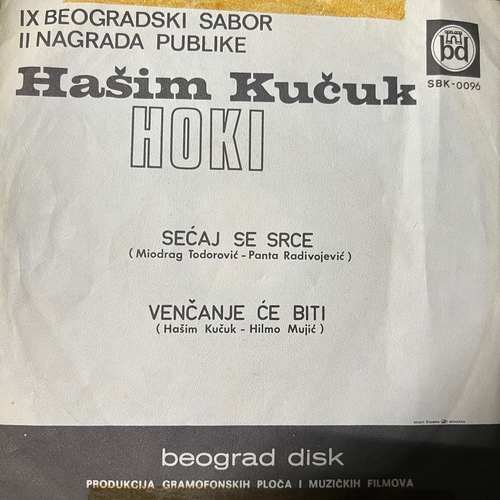 IX BEOGRADSKI SABOR
II NAGRADA PUBLIKE
bd
SBK-0096
Hašim Kučuk
HOKI
SEĆAJ SE SRCE
( Miodrag Todorović - Panta Radivojević )
VENČANJE ĆE BITI
( Hašim Kučuk - Hilmo Mujić )
beograd disk
PRODUKCIJA GRAMOFONSKIH PLOČA I MUZIČKIH FILMOVA